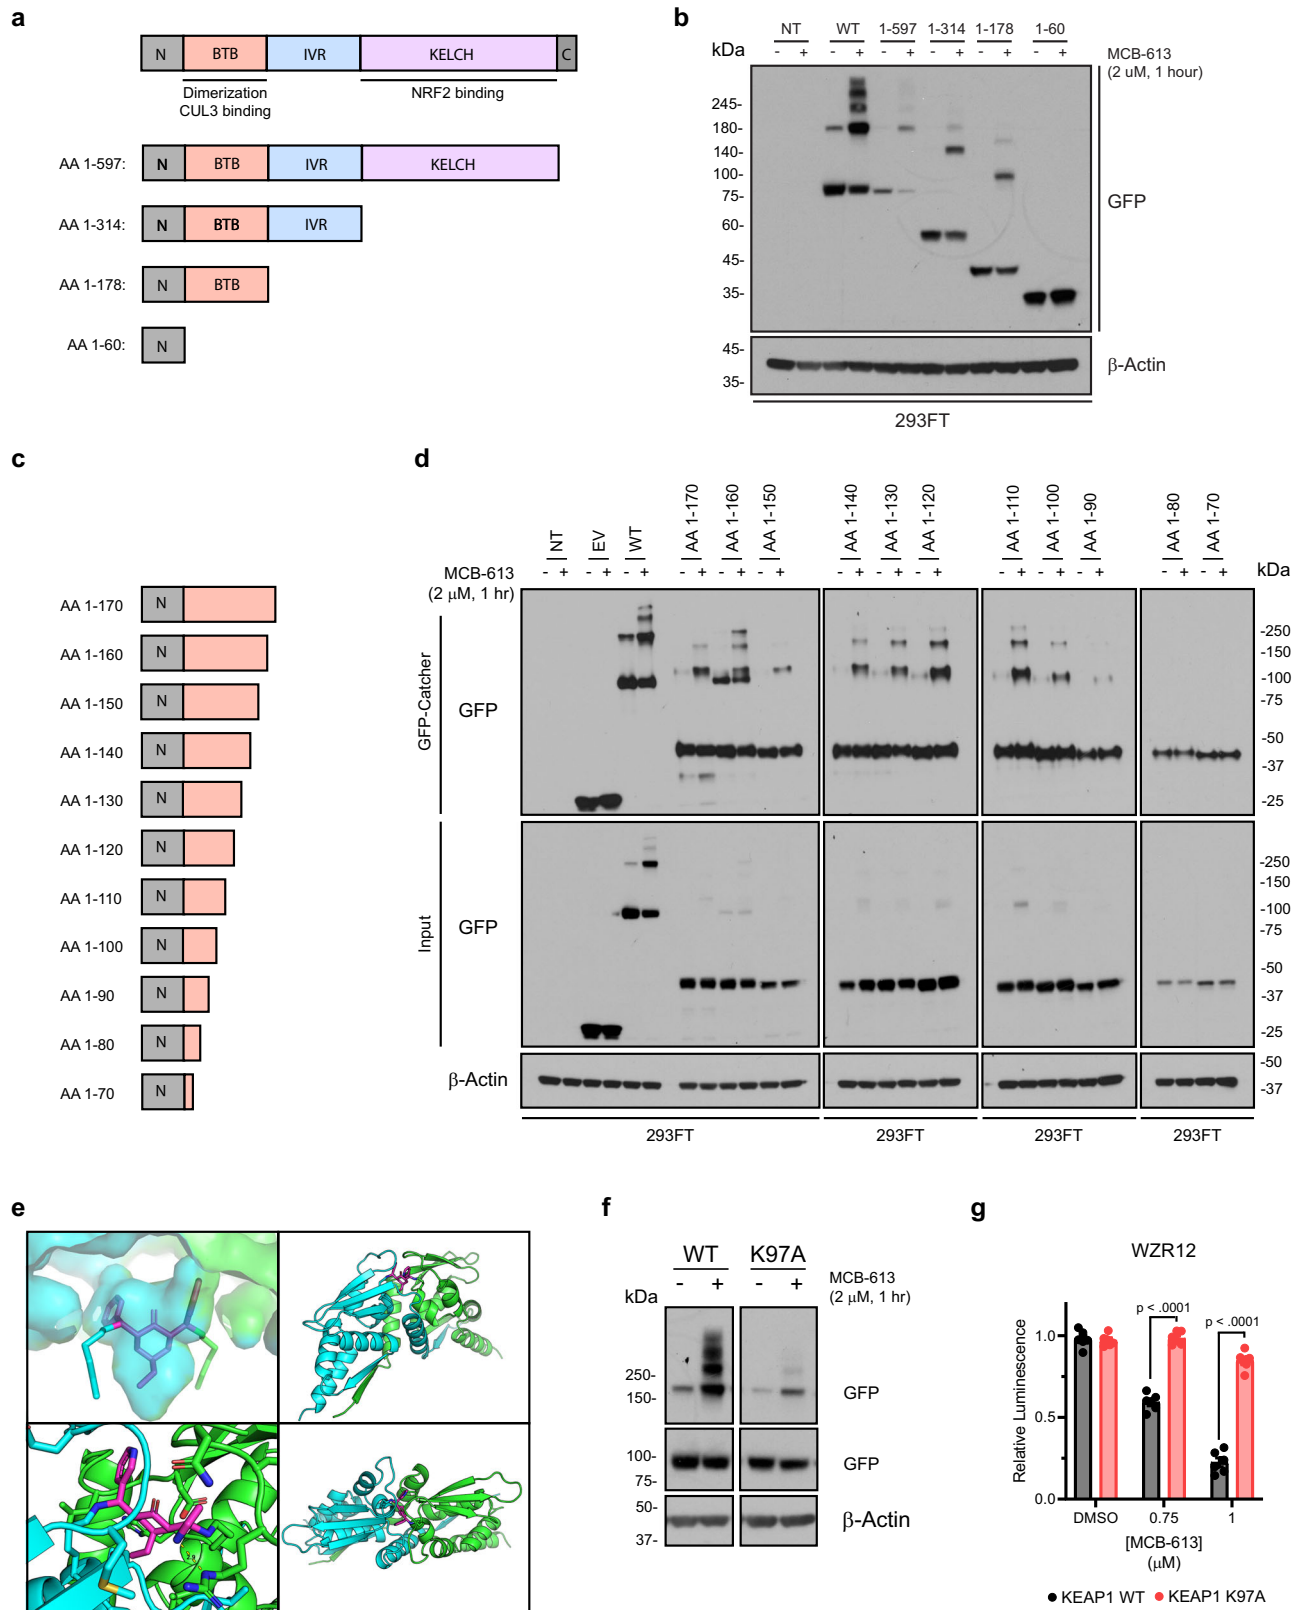 a
N BTB IVR KELCH C
Dimerization
CUL3 binding
NRF2 binding
AA 1-597: N BTB IVR KELCH
AA 1-314: N BTB IVR
AA 1-178: N BTB
AA 1-60: N
b
NT WT 1-597 1-314 1-178 1-60
kDa - + - + - + - + - + - + MCB-613
(2 uM, 1 hour)
245-
180-
140-
100-
75-
60-
45-
35-
GFP
45-
35-
β-Actin
293FT
c
AA 1-170 N
AA 1-160 N
AA 1-150 N
AA 1-140 N
AA 1-130 N
AA 1-120 N
AA 1-110 N
AA 1-100 N
AA 1-90 N
AA 1-80 N
AA 1-70 N
d
NT EV WT AA 1-170 AA 1-160 AA 1-150 AA 1-140 AA 1-130 AA 1-120 AA 1-110 AA 1-100 AA 1-90 AA 1-80 AA 1-70
MCB-613 - + - + - + - + - + - + - + - + - + - + - + - + - + - + kDa
(2 µM, 1 hr)
GFP-Catcher
GFP
-250
-150
-100
-75
-50
-37
-25
Input
GFP
-250
-150
-100
-75
-50
-37
-25
β-Actin
-50
-37
293FT 293FT 293FT 293FT
e
f
WT K97A
- + - + MCB-613
(2 µM, 1 hr)
kDa
250-
150-
GFP
100-
75-
GFP
50-
37-
β-Actin
g
WZR12
p < .0001
p < .0001
Relative Luminescence
1.0
0.5
0.0
DMSO 0.75 1
[MCB-613]
(µM)
KEAP1 WT KEAP1 K97A